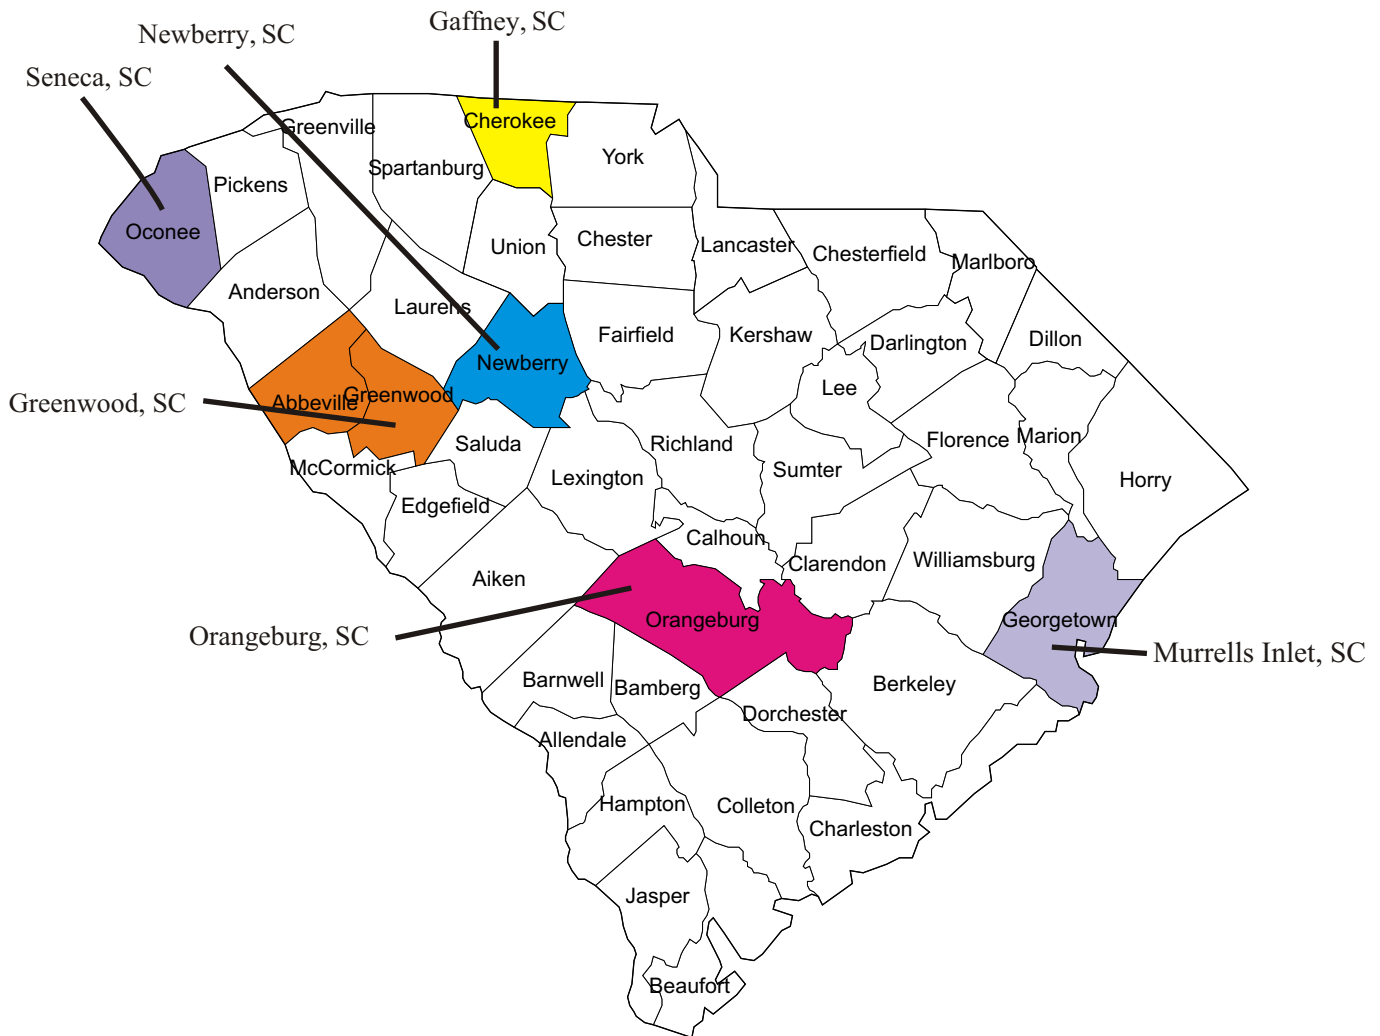 Gaffney, SC
Newberry, SC
Seneca, SC
Greenville
Cherokee
Spartanburg
York
Pickens
Oconee
Union
Chester
Lancaster
Chesterfield
Marlboro
Anderson
Laurens
Fairfield
Kershaw
Darlington
Dillon
Newberry
Lee
Greenwood, SC
Abbeville
Greenwood
Saluda
Richland
Florence
Marion
McCormick
Lexington
Sumter
Horry
Edgefield
Calhoun
Clarendon
Williamsburg
Aiken
Orangeburg, SC
Orangeburg
Georgetown
Murrells Inlet, SC
Barnwell
Bamberg
Berkeley
Dorchester
Allendale
Hampton
Colleton
Charleston
Jasper
Beaufort